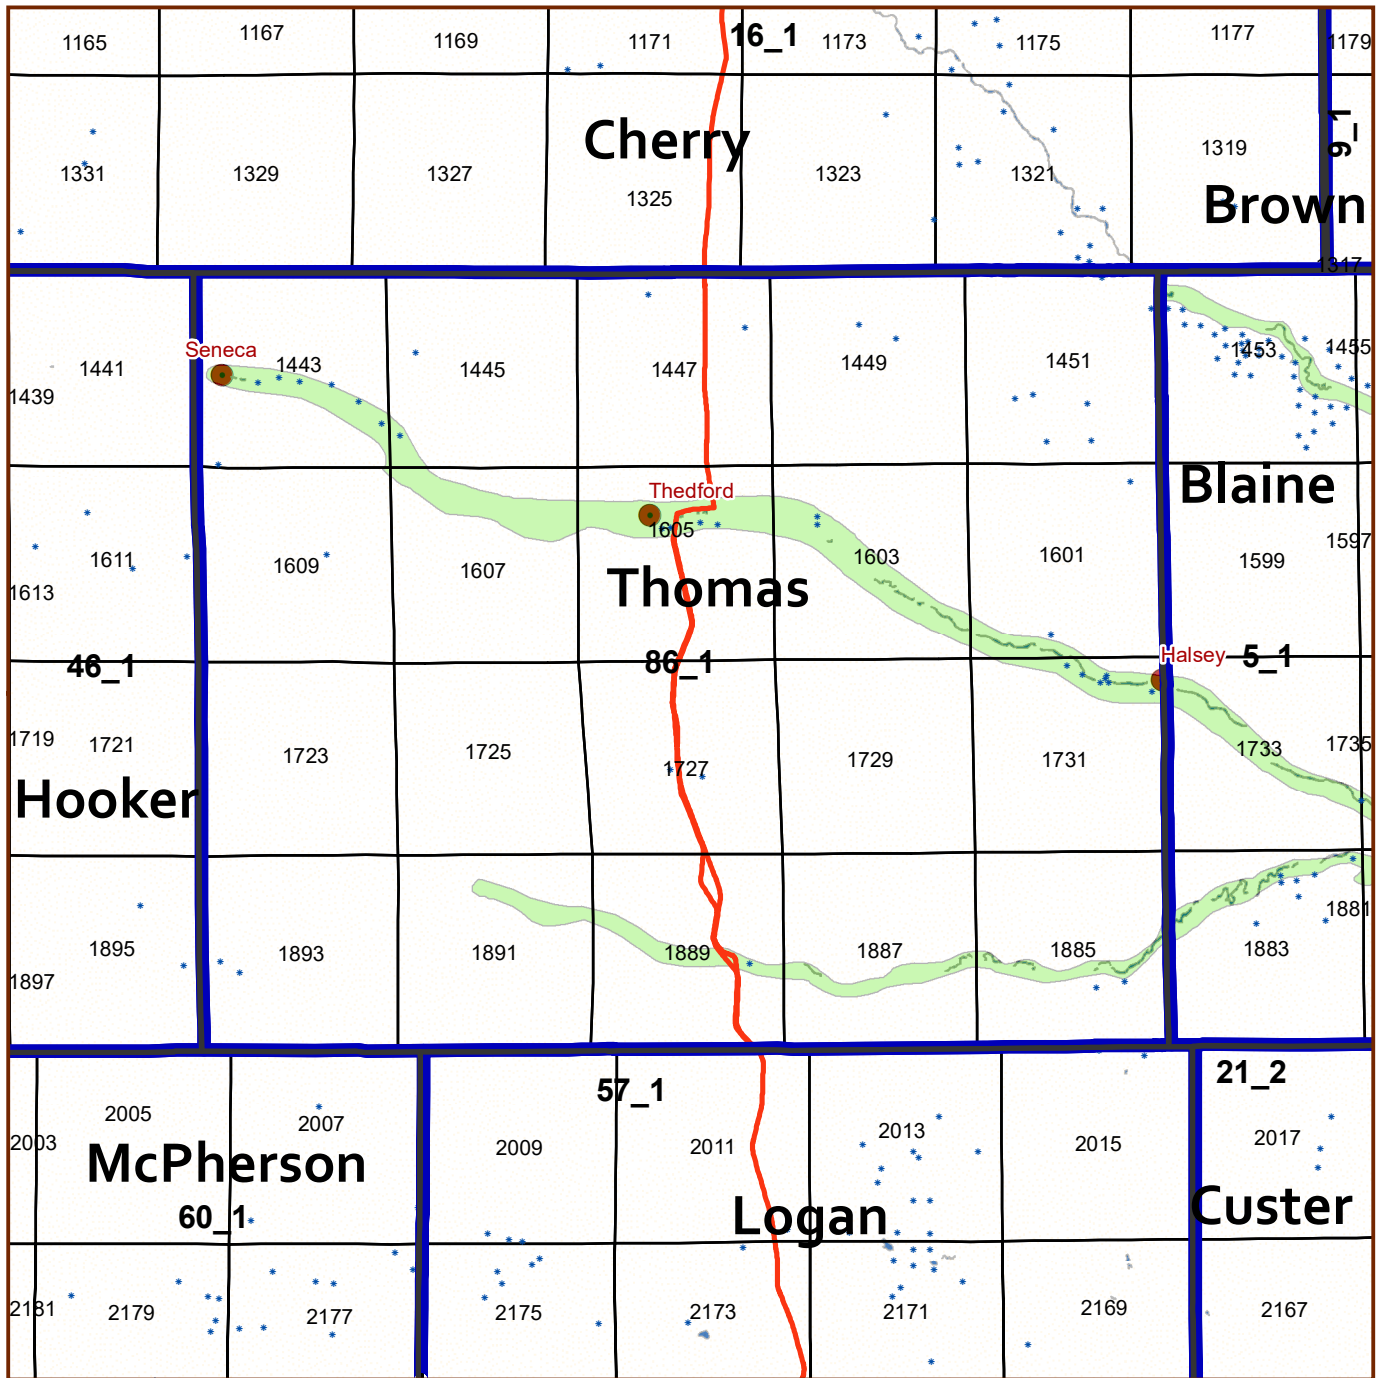 1165 1167 1169 1171 16_1 1173 1175 1177 1179
Cherry 9_1
1331 1329 1327 1325 1323 1321 1319
Brown
1317
Seneca
1439 1441 1443 1445 1447 1449 1451 1453 1455
Thedford
Blaine
1613 1611 1609 1607 1605 1603 1601 1599 1597
Thomas
46_1 86_1 Halsey 5_1
1719 1721 1723 1725 1727 1729 1731 1733 1735
Hooker
1897 1895 1893 1891 1889 1887 1885 1883 1881
57_1 21_2
2003 2005 2007 2009 2011 2013 2015 2017
McPherson
60_1 Logan Custer
2181 2179 2177 2175 2173 2171 2169 2167